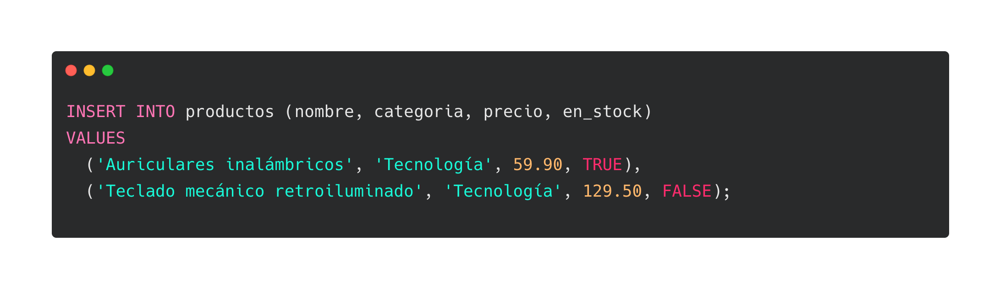 INSERT INTO productos (nombre, categoria, precio, en_stock)
VALUES
  ('Auriculares inalámbricos', 'Tecnología', 59.90, TRUE),
  ('Teclado mecánico retroiluminado', 'Tecnología', 129.50, FALSE);